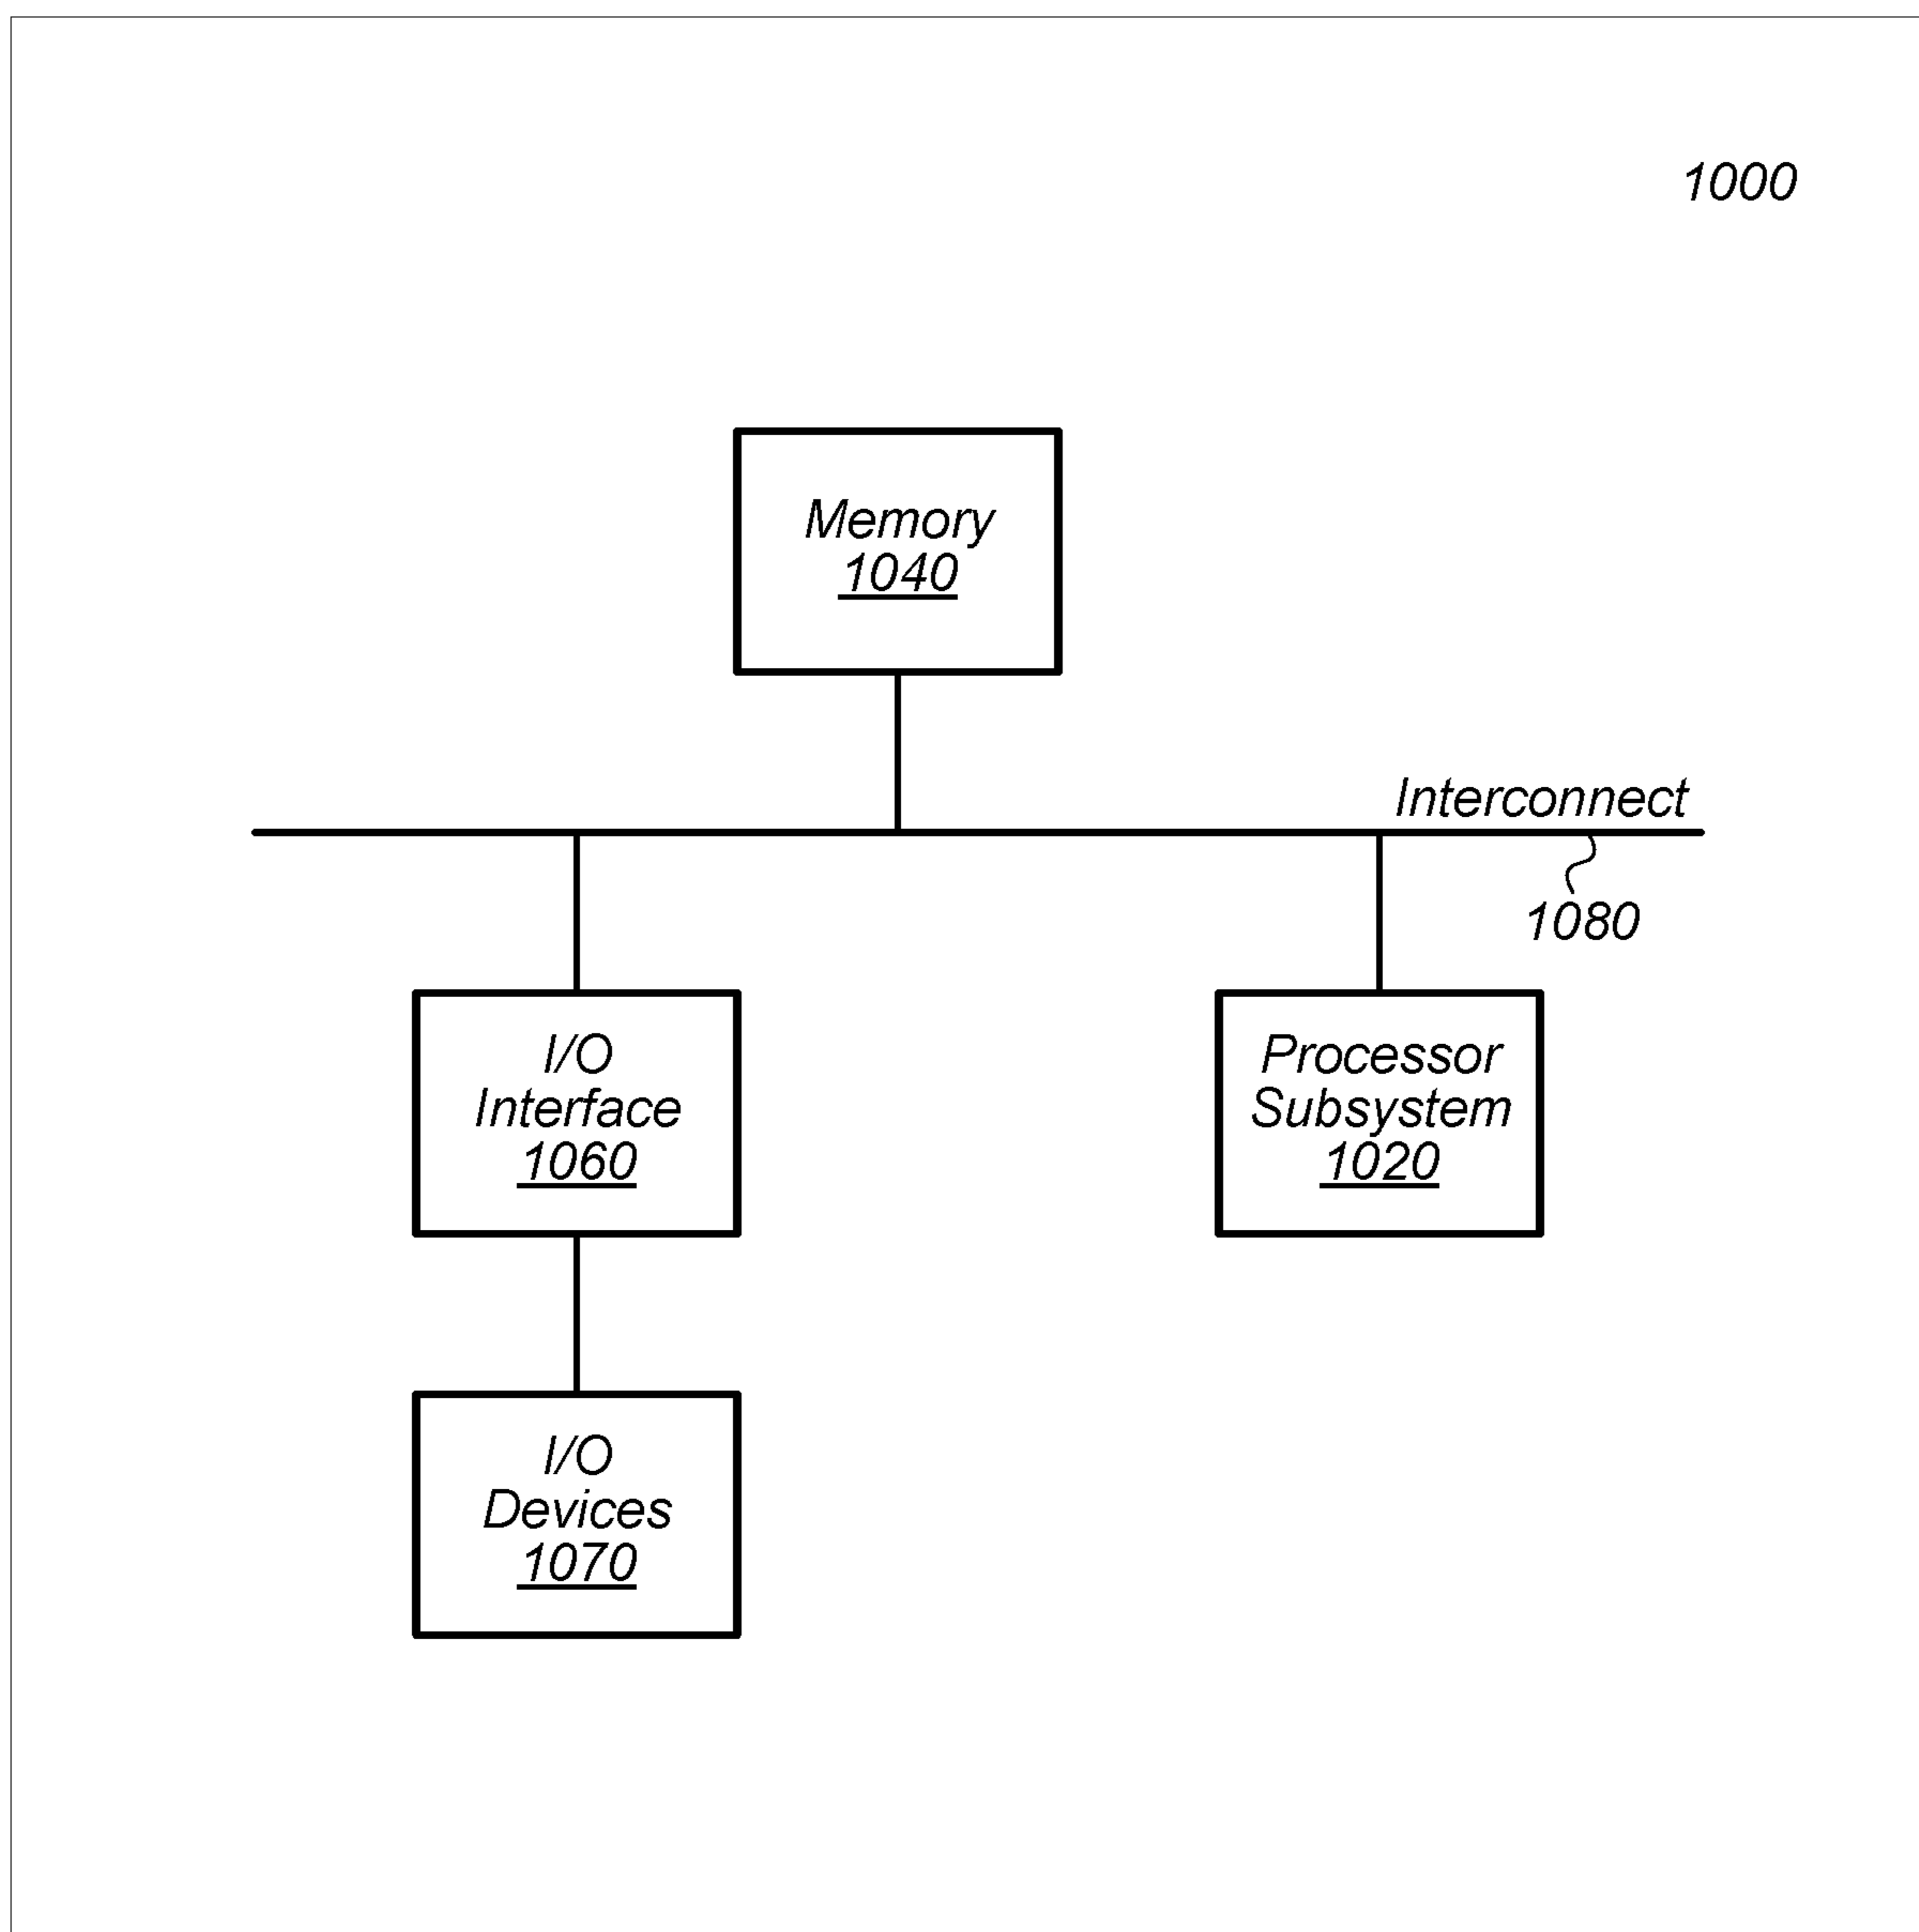 1000
Memory
1040
Interconnect
1080
I/O
Interface
1060
Processor
Subsystem
1020
I/O
Devices
1070